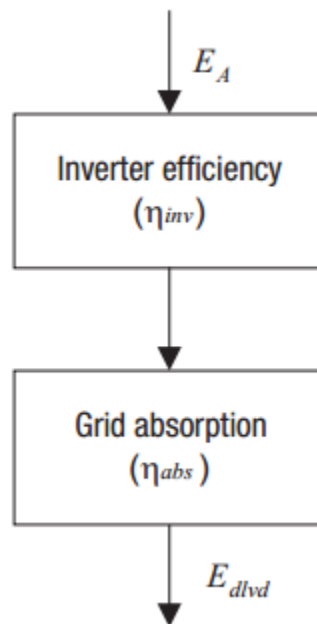 E_A
Inverter efficiency
(η_inv)
Grid absorption
(η_abs)
E_dlvd